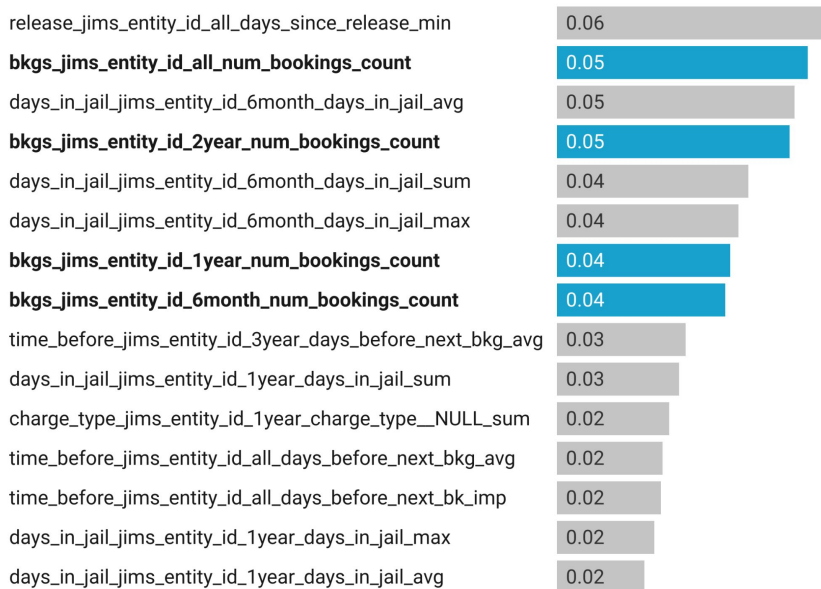 release_jims_entity_id_all_days_since_release_min 0.06
bkgs_jims_entity_id_all_num_bookings_count 0.05
days_in_jail_jims_entity_id_6month_days_in_jail_avg 0.05
bkgs_jims_entity_id_2year_num_bookings_count 0.05
days_in_jail_jims_entity_id_6month_days_in_jail_sum 0.04
days_in_jail_jims_entity_id_6month_days_in_jail_max 0.04
bkgs_jims_entity_id_1year_num_bookings_count 0.04
bkgs_jims_entity_id_6month_num_bookings_count 0.04
time_before_jims_entity_id_3year_days_before_next_bkg_avg 0.03
days_in_jail_jims_entity_id_1year_days_in_jail_sum 0.03
charge_type_jims_entity_id_1year_charge_type__NULL_sum 0.02
time_before_jims_entity_id_all_days_before_next_bkg_avg 0.02
time_before_jims_entity_id_all_days_before_next_bk_imp 0.02
days_in_jail_jims_entity_id_1year_days_in_jail_max 0.02
days_in_jail_jims_entity_id_1year_days_in_jail_avg 0.02